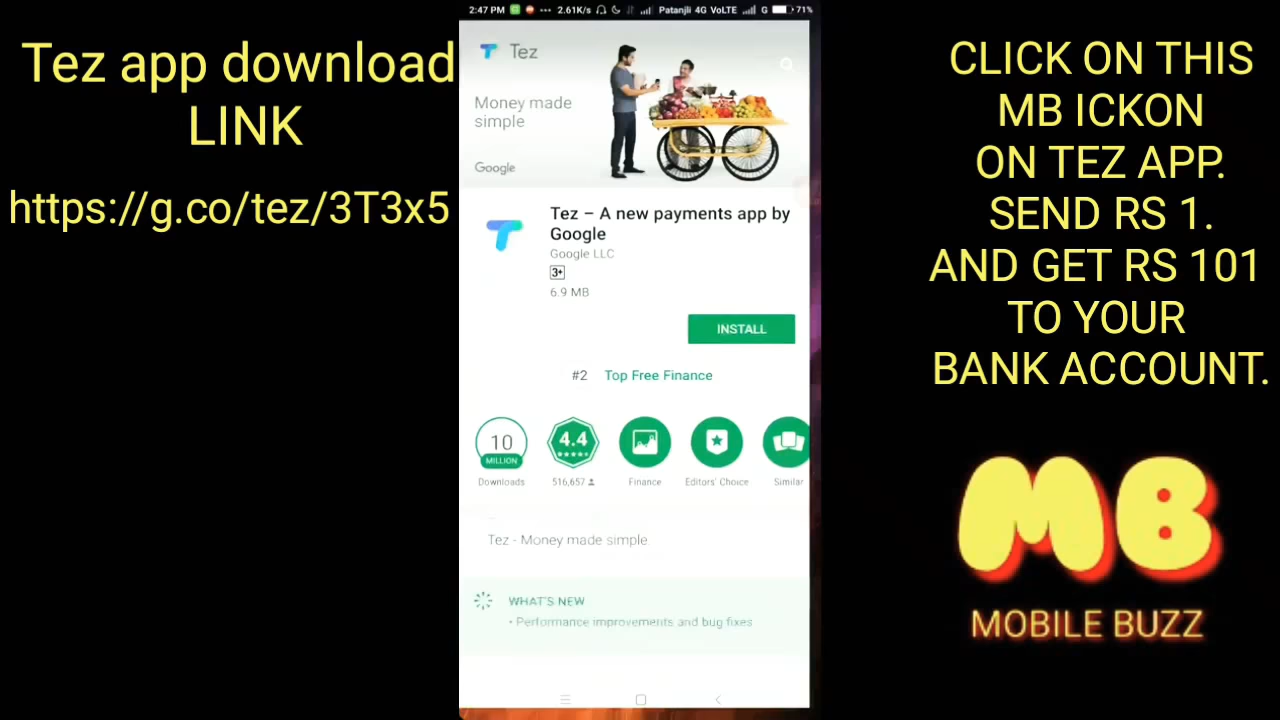 Tez app download
LINK
https://g.co/tez/3T3x5
2:47 PM ••• 2.61K/s Patanjli 4G VoLTE G 71%
Tez
Money made
simple
Google
Tez – A new payments app by
Google
Google LLC
3+
6.9 MB
INSTALL
#2 Top Free Finance
10
MILLION
Downloads
4.4
516,657
Finance
Editors' Choice
Similar
Tez - Money made simple.
WHAT'S NEW
• Performance improvements and bug fixes
CLICK ON THIS
MB ICKON
ON TEZ APP.
SEND RS 1.
AND GET RS 101
TO YOUR
BANK ACCOUNT.
MB
MOBILE BUZZ